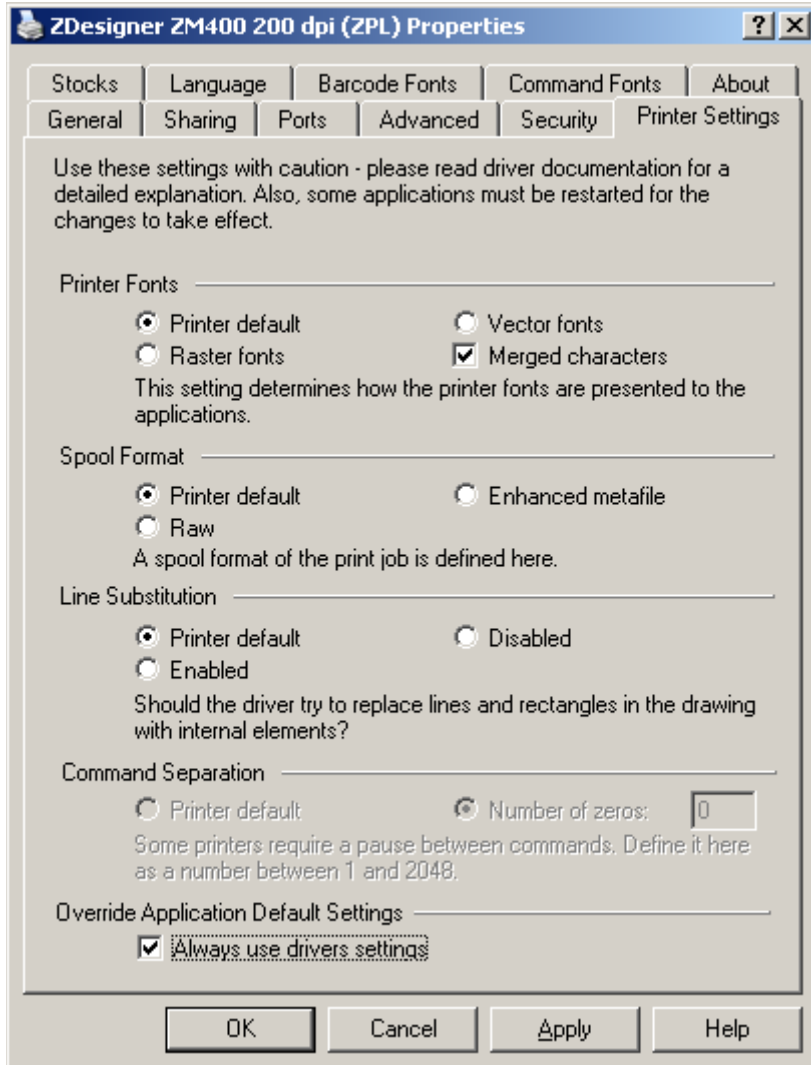 ZDesigner ZM400 200 dpi (ZPL) Properties
Stocks Language Barcode Fonts Command Fonts About
General Sharing Ports Advanced Security Printer Settings
Use these settings with caution - please read driver documentation for a
detailed explanation. Also, some applications must be restarted for the
changes to take effect.
Printer Fonts
Printer default Vector fonts
Raster fonts Merged characters
This setting determines how the printer fonts are presented to the
applications.
Spool Format
Printer default Enhanced metafile
Raw
A spool format of the print job is defined here.
Line Substitution
Printer default Disabled
Enabled
Should the driver try to replace lines and rectangles in the drawing
with internal elements?
Command Separation
Printer default Number of zeros: 0
Some printers require a pause between commands. Define it here
as a number between 1 and 2048.
Override Application Default Settings
Always use drivers settings
OK Cancel Apply Help